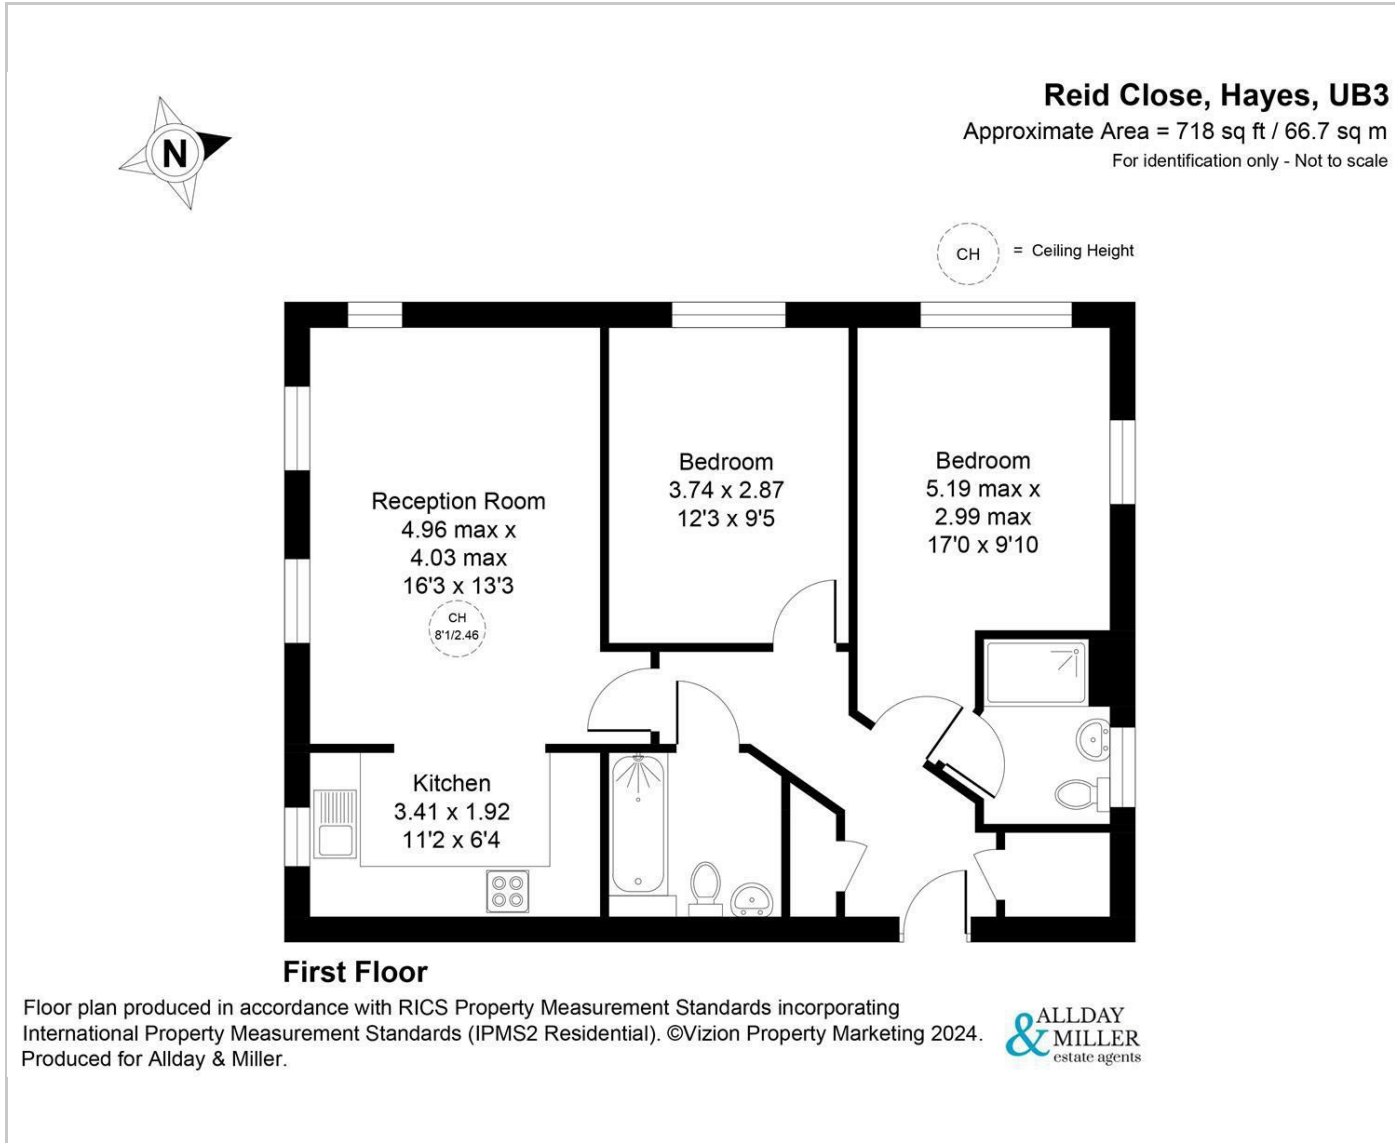 N
Reid Close, Hayes, UB3
Approximate Area = 718 sq ft / 66.7 sq m
For identification only - Not to scale
CH = Ceiling Height
Reception Room
4.96 max x
4.03 max
16'3 x 13'3
CH
8'1/2.46
Bedroom
3.74 x 2.87
12'3 x 9'5
Bedroom
5.19 max x
2.99 max
17'0 x 9'10
Kitchen
3.41 x 1.92
11'2 x 6'4
First Floor
Floor plan produced in accordance with RICS Property Measurement Standards incorporating
International Property Measurement Standards (IPMS2 Residential). ©Vizion Property Marketing 2024.
Produced for Allday & Miller.
ALLDAY
& MILLER
estate agents